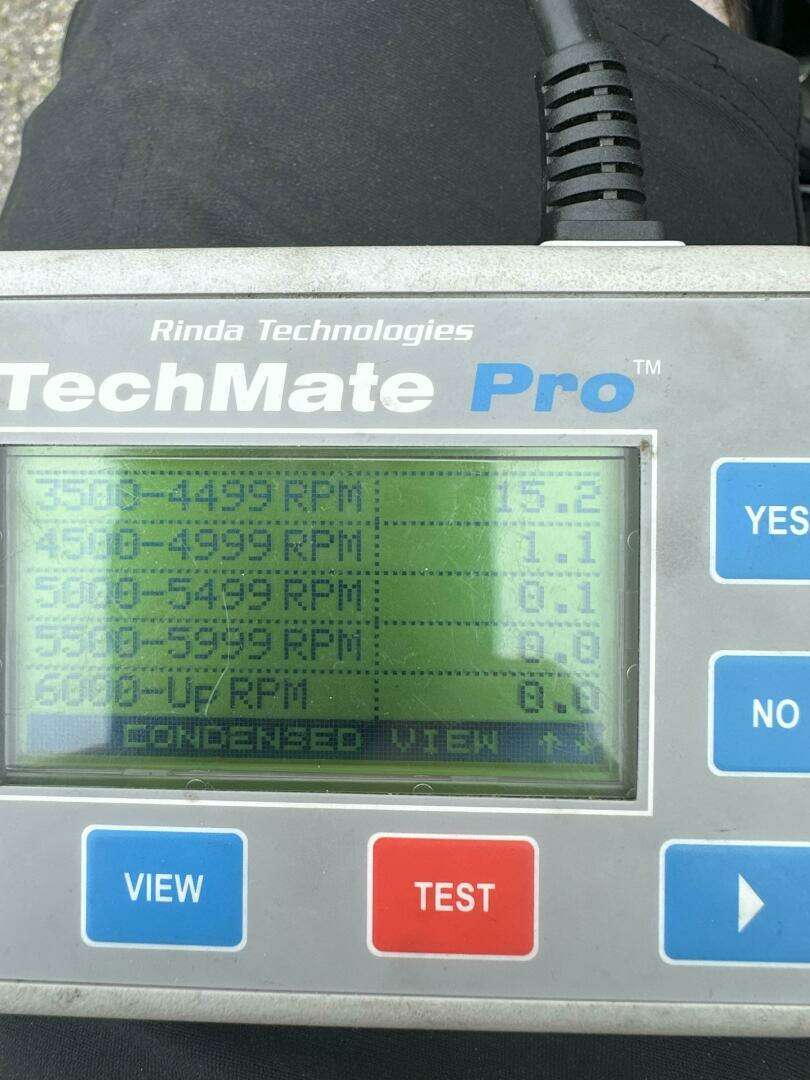 Rinda Technologies
TechMate Pro™
3500-4499 RPM 15.2
4500-4999 RPM 1.1
5000-5499 RPM 0.1
5500-5999 RPM 0.0
6000-Up RPM 0.0
CONDENSED VIEW ↑↓
YES
NO
VIEW
TEST